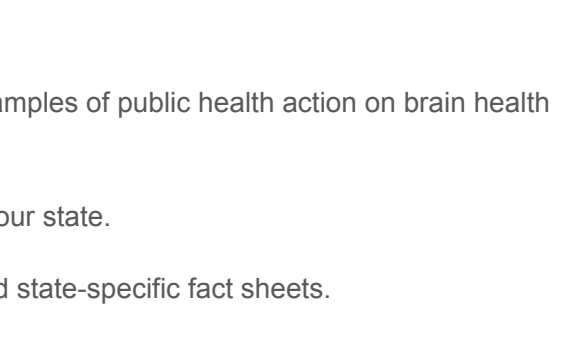 amples of public health action on brain health
our state.
d state-specific fact sheets.